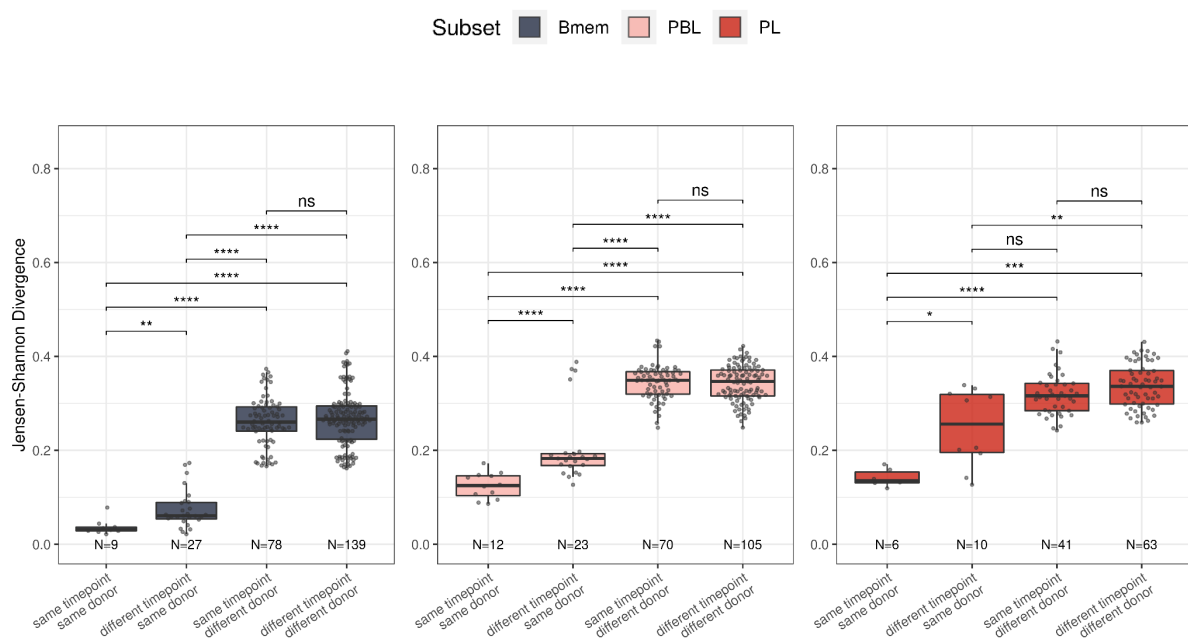 Subset Bmem PBL PL
Jensen-Shannon Divergence
0.8
0.6
0.4
0.2
0.0
ns
****
****
****
****
**
N=9 N=27 N=78 N=139
same timepoint
same donor
different timepoint
same donor
same timepoint
different donor
different timepoint
different donor
0.8
0.6
0.4
0.2
0.0
ns
****
****
****
****
****
N=12 N=23 N=70 N=105
same timepoint
same donor
different timepoint
same donor
same timepoint
different donor
different timepoint
different donor
0.8
0.6
0.4
0.2
0.0
ns
**
ns
***
****
*
N=6 N=10 N=41 N=63
same timepoint
same donor
different timepoint
same donor
same timepoint
different donor
different timepoint
different donor